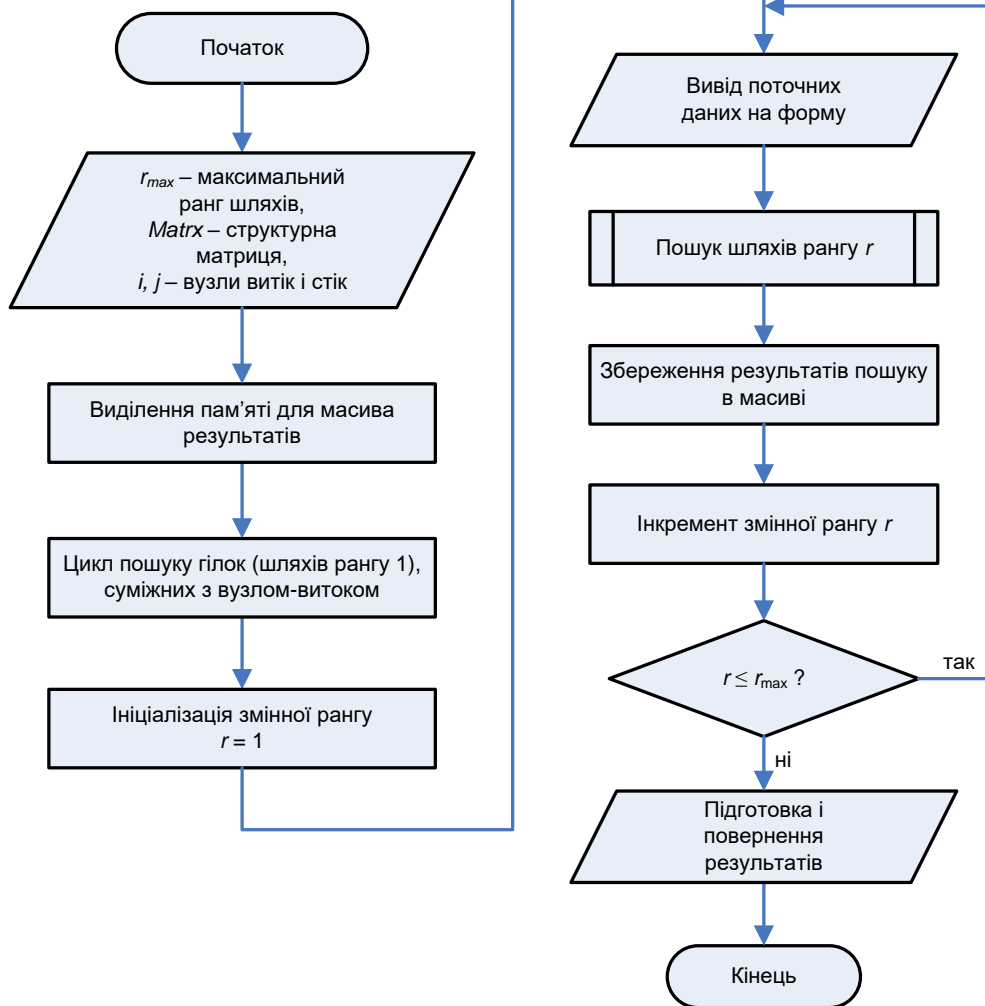 Початок
r_max – максимальний
ранг шляхів,
Matrx – структурна
матриця,
i, j – вузли витік і стік
Виділення пам’яті для масива
результатів
Цикл пошуку гілок (шляхів рангу 1),
суміжних з вузлом-витоком
Ініціалізація змінної рангу
r = 1
Вивід поточних
даних на форму
Пошук шляхів рангу r
Збереження результатів пошуку
в масиві
Інкремент змінної рангу r
r ≤ r_max ?
так
ні
Підготовка і
повернення
результатів
Кінець